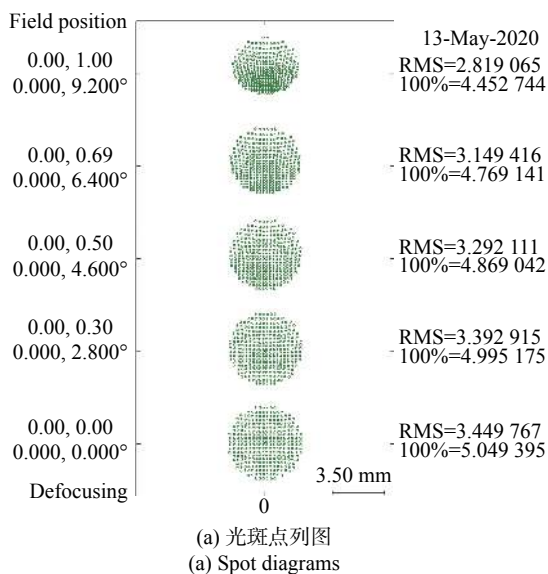 Field position
13-May-2020
0.00, 1.00
0.000, 9.200°
RMS=2.819 065
100%=4.452 744
0.00, 0.69
0.000, 6.400°
RMS=3.149 416
100%=4.769 141
0.00, 0.50
0.000, 4.600°
RMS=3.292 111
100%=4.869 042
0.00, 0.30
0.000, 2.800°
RMS=3.392 915
100%=4.995 175
0.00, 0.00
0.000, 0.000°
RMS=3.449 767
100%=5.049 395
Defocusing
3.50 mm
0
(a) 光斑点列图
(a) Spot diagrams